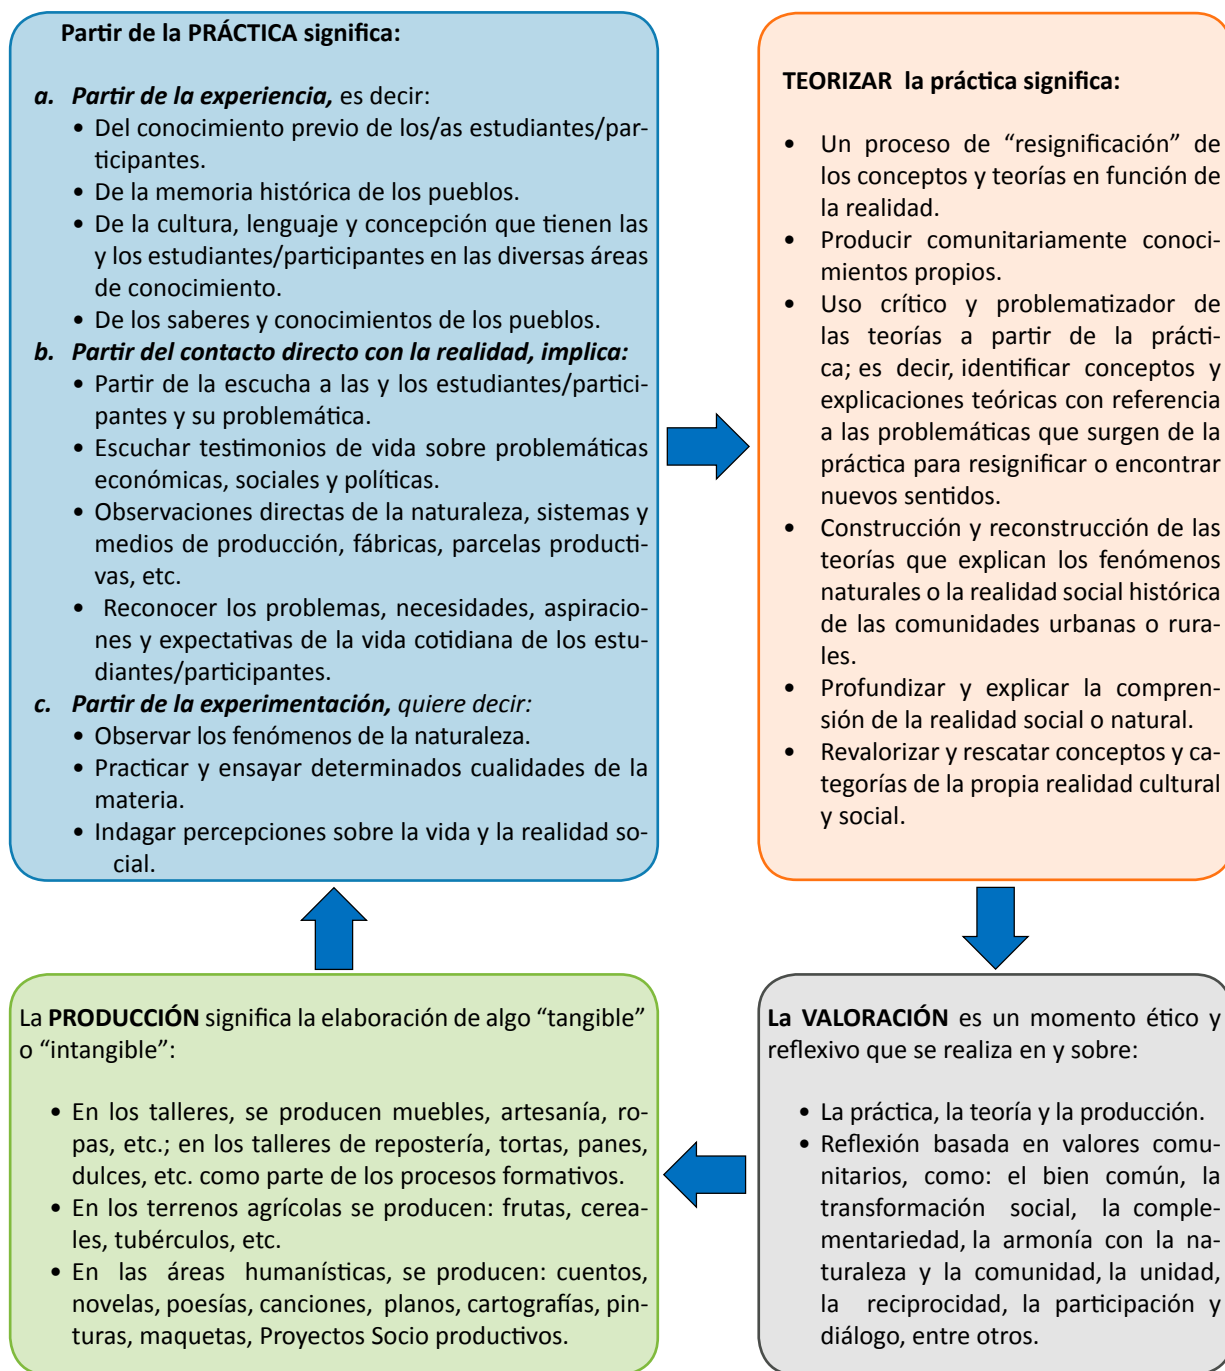 Partir de la PRÁCTICA significa:
a. Partir de la experiencia, es decir:
• Del conocimiento previo de los/as estudiantes/par-
ticipantes.
• De la memoria histórica de los pueblos.
• De la cultura, lenguaje y concepción que tienen las
y los estudiantes/participantes en las diversas áreas
de conocimiento.
• De los saberes y conocimientos de los pueblos.
b. Partir del contacto directo con la realidad, implica:
• Partir de la escucha a las y los estudiantes/partici-
pantes y su problemática.
• Escuchar testimonios de vida sobre problemáticas
económicas, sociales y políticas.
• Observaciones directas de la naturaleza, sistemas y
medios de producción, fábricas, parcelas producti-
vas, etc.
• Reconocer los problemas, necesidades, aspiracio-
nes y expectativas de la vida cotidiana de los estu-
diantes/participantes.
c. Partir de la experimentación, quiere decir:
• Observar los fenómenos de la naturaleza.
• Practicar y ensayar determinados cualidades de la
materia.
• Indagar percepciones sobre la vida y la realidad so-
cial.
TEORIZAR la práctica significa:
• Un proceso de “resignificación” de
los conceptos y teorías en función de
la realidad.
• Producir comunitariamente conoci-
mientos propios.
• Uso crítico y problematizador de
las teorías a partir de la prácti-
ca; es decir, identificar conceptos y
explicaciones teóricas con referencia
a las problemáticas que surgen de la
práctica para resignificar o encontrar
nuevos sentidos.
• Construcción y reconstrucción de las
teorías que explican los fenómenos
naturales o la realidad social histórica
de las comunidades urbanas o rura-
les.
• Profundizar y explicar la compren-
sión de la realidad social o natural.
• Revalorizar y rescatar conceptos y ca-
tegorías de la propia realidad cultural
y social.
La PRODUCCIÓN significa la elaboración de algo “tangible”
o “intangible”:
• En los talleres, se producen muebles, artesanía, ro-
pas, etc.; en los talleres de repostería, tortas, panes,
dulces, etc. como parte de los procesos formativos.
• En los terrenos agrícolas se producen: frutas, cerea-
les, tubérculos, etc.
• En las áreas humanísticas, se producen: cuentos,
novelas, poesías, canciones, planos, cartografías, pin-
turas, maquetas, Proyectos Socio productivos.
La VALORACIÓN es un momento ético y
reflexivo que se realiza en y sobre:
• La práctica, la teoría y la producción.
• Reflexión basada en valores comu-
nitarios, como: el bien común, la
transformación social, la comple-
mentariedad, la armonía con la na-
turaleza y la comunidad, la unidad,
la reciprocidad, la participación y
diálogo, entre otros.